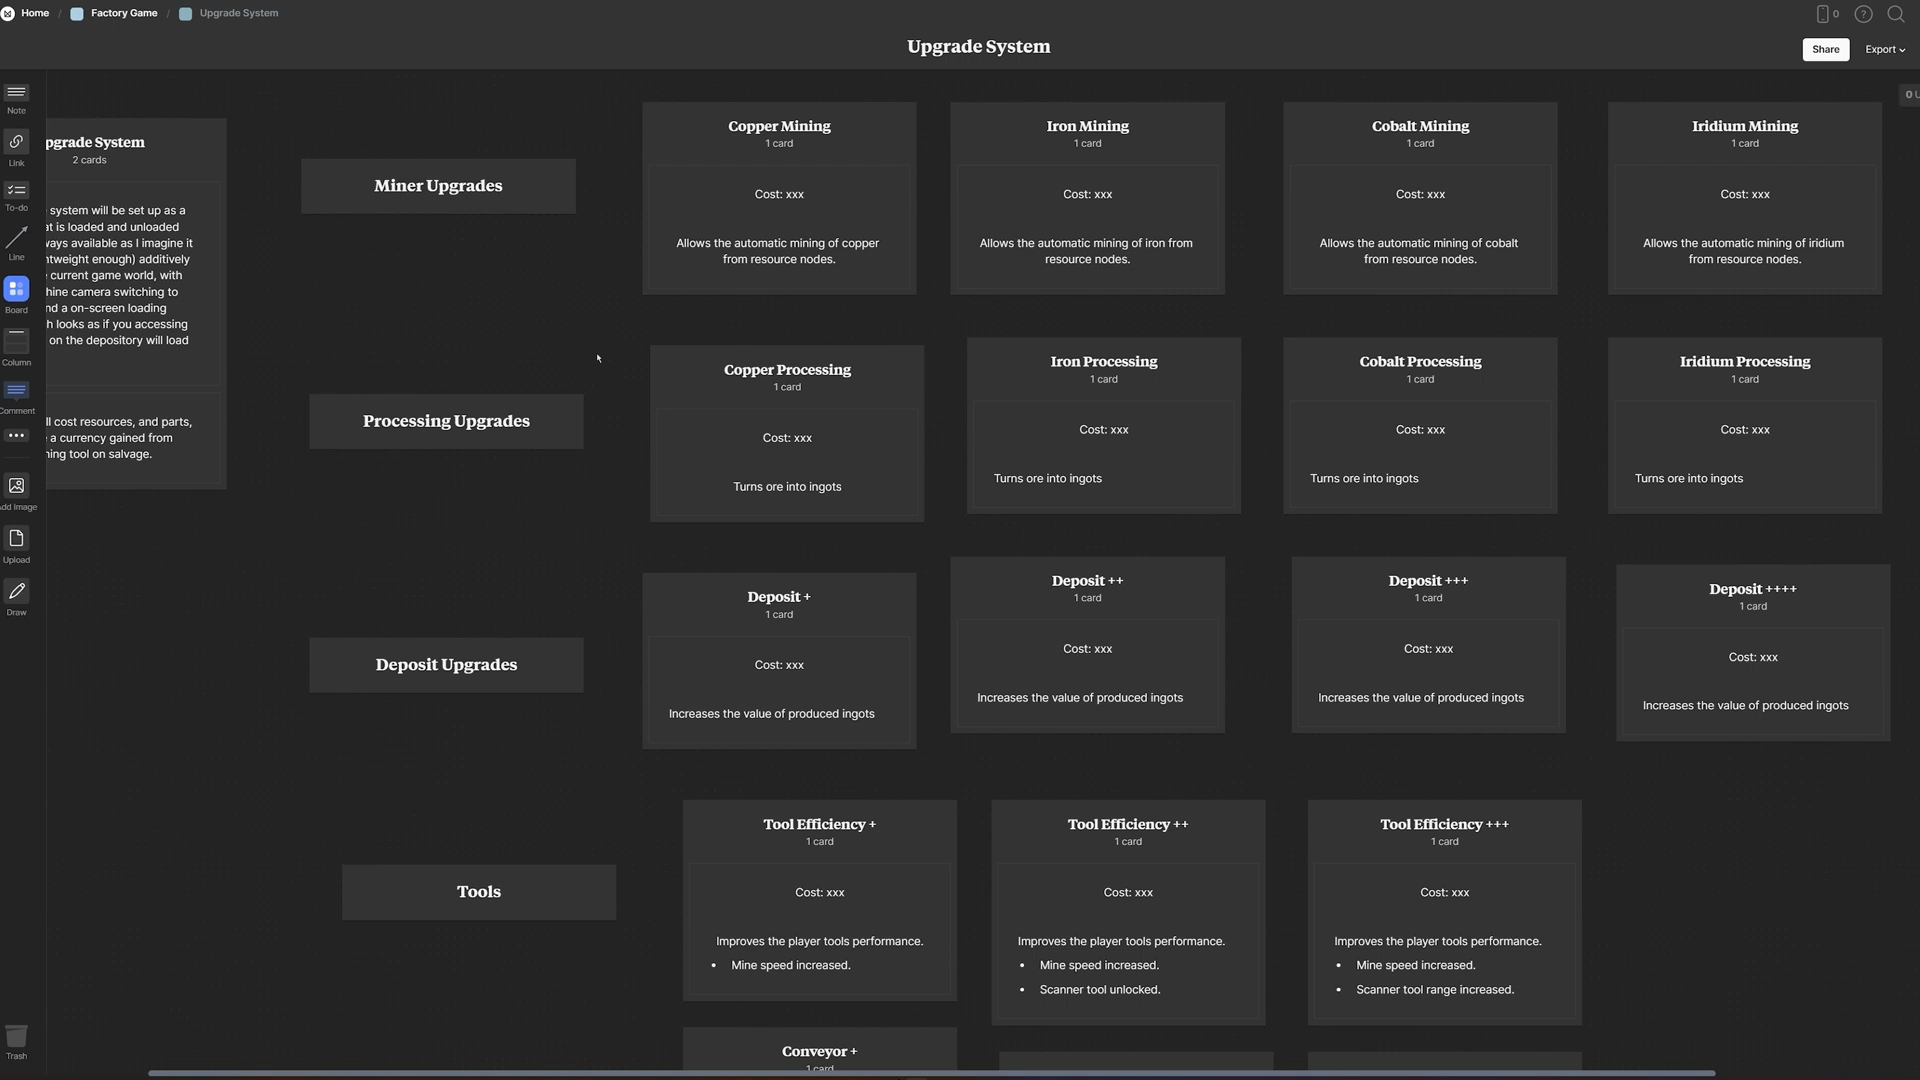 Home / Factory Game / Upgrade System
0
?
Upgrade System
Share
Export
Note
Link
To-do
Line
Board
Column
Comment
Add Image
Upload
Draw
Trash
pgrade System
2 cards
system will be set up as a
at is loaded and unloaded
ways available as I imagine it
htweight enough) additively
current game world, with
hine camera switching to
nd a on-screen loading
h looks as if you accessing
on the depository will load
ll cost resources, and parts,
a currency gained from
ning tool on salvage.
Miner Upgrades
Copper Mining
1 card
Cost: xxx
Allows the automatic mining of copper
from resource nodes.
Iron Mining
1 card
Cost: xxx
Allows the automatic mining of iron from
resource nodes.
Cobalt Mining
1 card
Cost: xxx
Allows the automatic mining of cobalt
from resource nodes.
Iridium Mining
1 card
Cost: xxx
Allows the automatic mining of iridium
from resource nodes.
0 U
Processing Upgrades
Copper Processing
1 card
Cost: xxx
Turns ore into ingots
Iron Processing
1 card
Cost: xxx
Turns ore into ingots
Cobalt Processing
1 card
Cost: xxx
Turns ore into ingots
Iridium Processing
1 card
Cost: xxx
Turns ore into ingots
Deposit Upgrades
Deposit +
1 card
Cost: xxx
Increases the value of produced ingots
Deposit ++
1 card
Cost: xxx
Increases the value of produced ingots
Deposit +++
1 card
Cost: xxx
Increases the value of produced ingots
Deposit ++++
1 card
Cost: xxx
Increases the value of produced ingots
Tools
Tool Efficiency +
1 card
Cost: xxx
Improves the player tools performance.
• Mine speed increased.
Tool Efficiency ++
1 card
Cost: xxx
Improves the player tools performance.
• Mine speed increased.
• Scanner tool unlocked.
Tool Efficiency +++
1 card
Cost: xxx
Improves the player tools performance.
• Mine speed increased.
• Scanner tool range increased.
Conveyor +
1 card